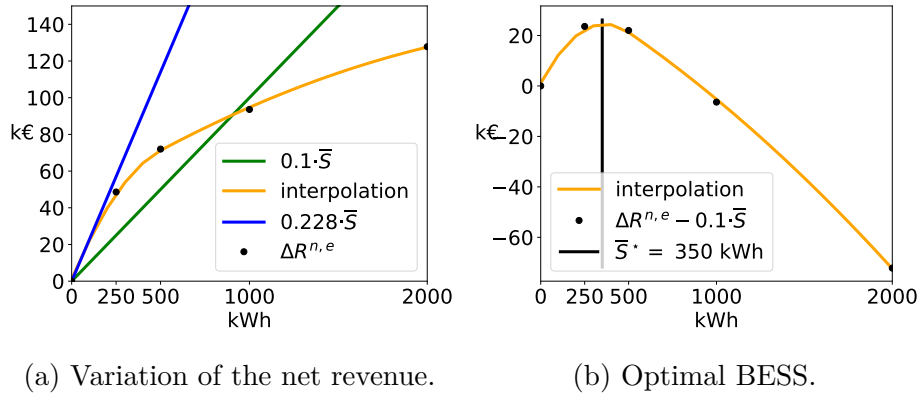 140
120
100
80
60
40
20
0
k€
0.1·S̅
interpolation
0.228·S̅
ΔRⁿ,ᵉ
0 250 500 1000 2000
kWh
(a) Variation of the net revenue.
20
0
−20
−40
−60
k€
interpolation
ΔRⁿ,ᵉ − 0.1·S̅
S̅⋆ = 350 kWh
0 250 500 1000 2000
kWh
(b) Optimal BESS.